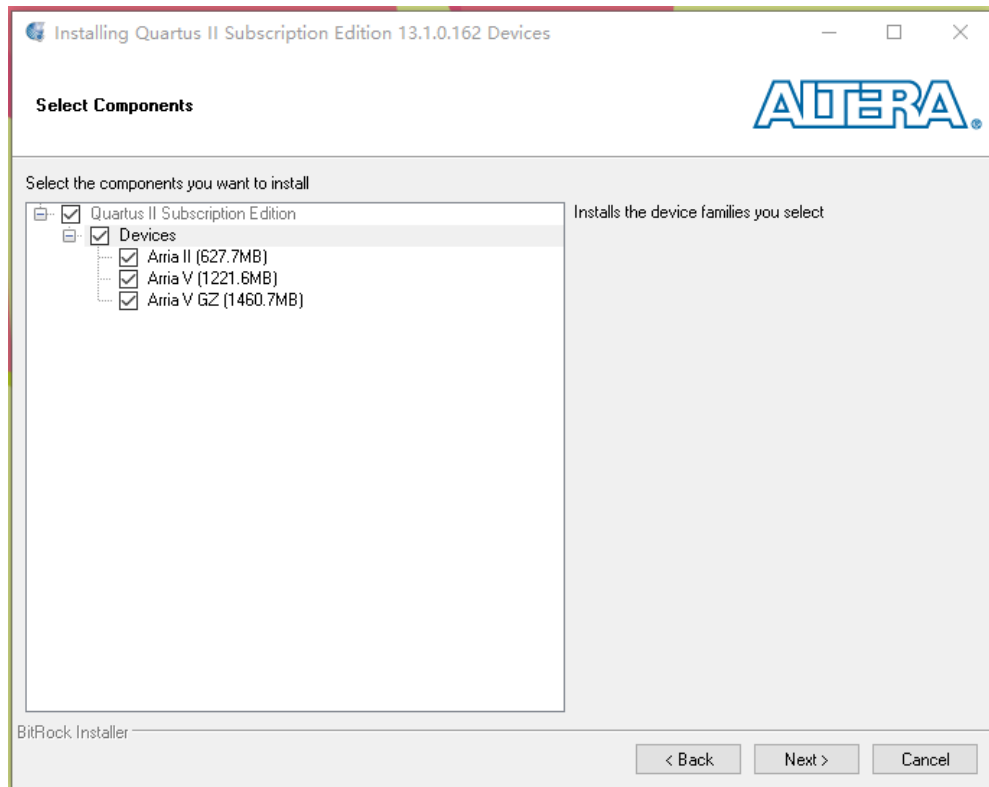 Installing Quartus II Subscription Edition 13.1.0.162 Devices
Select Components
ALTERA®
Select the components you want to install
Quartus II Subscription Edition
Installs the device families you select
Devices
Arria II (627.7MB)
Arria V (1221.6MB)
Arria V GZ (1460.7MB)
BitRock Installer
< Back
Next >
Cancel